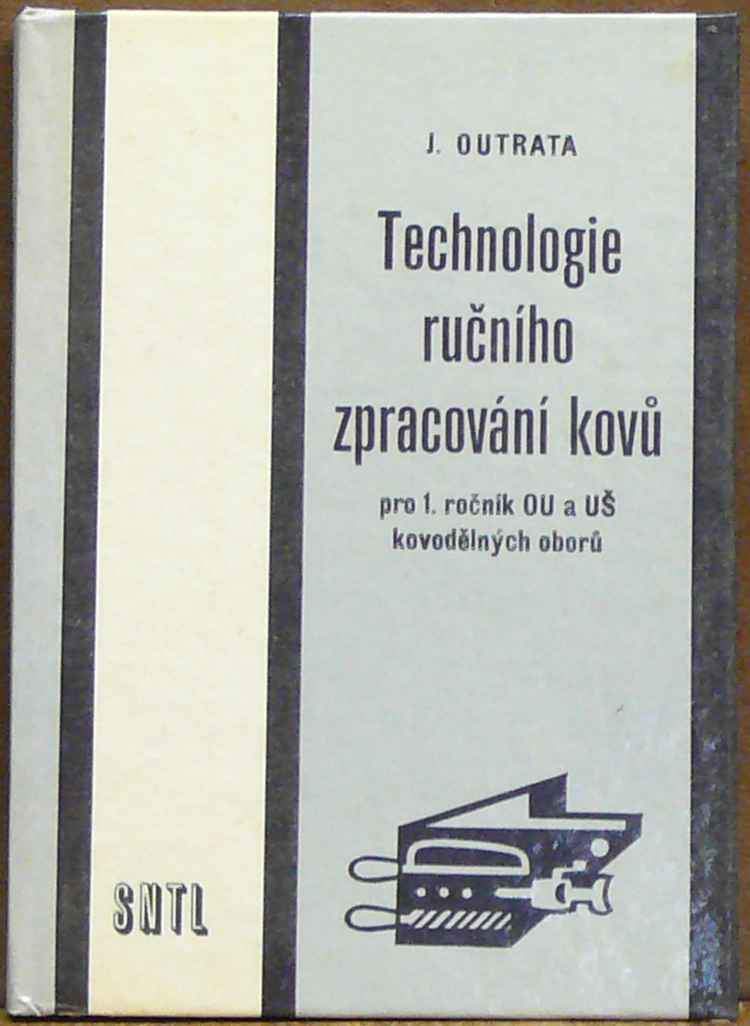 J. OUTRATA
Technologie
ručního
zpracování kovů
pro 1. ročník OU a UŠ
kovodělných oborů
SNTL